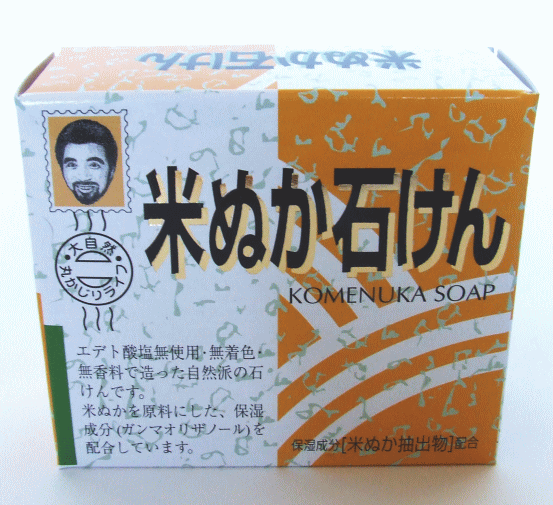 米ぬか石けん
米ぬか石けん
KOMENUKA SOAP
大自然
丸かじりライフ
エデト酸塩無使用・無着色・
無香料で造った自然派の石
けんです。
米ぬかを原料にした、保湿
成分(ガンマオリザノール)を
配合しています。
保湿成分[米ぬか抽出物]配合